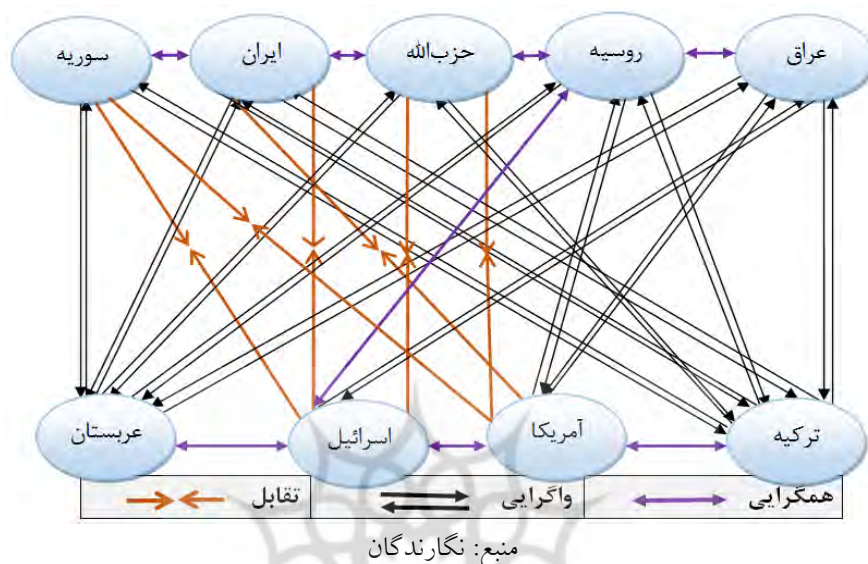 عراق روسیه حزب‌الله ایران سوریه
ترکیه آمریکا اسرائیل عربستان
همگرایی واگرایی تقابل
منبع: نگارندگان